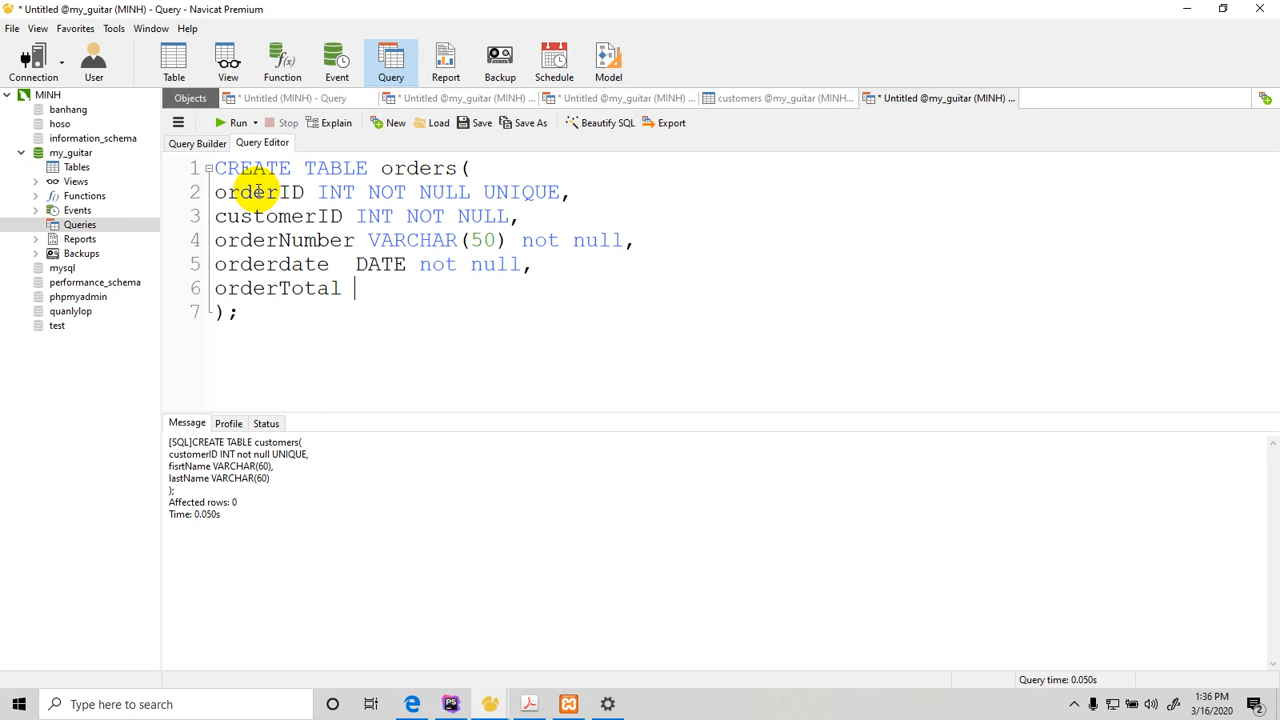 * Untitled @my_guitar (MINH) - Query - Navicat Premium
File View Favorites Tools Window Help
Connection User Table View Function Event Query Report Backup Schedule Model
MINH
banhang
hoso
information_schema
my_guitar
Tables
Views
Functions
Events
Queries
Reports
Backups
mysql
performance_schema
phpmyadmin
quanlylop
test
Objects * Untitled (MINH) - Query * Untitled @my_guitar (MINH) ... * Untitled @my_guitar (MINH) ... customers @my_guitar (MINH)... * Untitled @my_guitar (MINH) ...
Run Stop Explain New Load Save Save As Beautify SQL Export
Query Builder Query Editor
1 CREATE TABLE orders(
2 orderID INT NOT NULL UNIQUE,
3 customerID INT NOT NULL,
4 orderNumber VARCHAR(50) not null,
5 orderdate DATE not null,
6 orderTotal
7 );
Message Profile Status
[SQL]CREATE TABLE customers(
customerID INT not null UNIQUE,
fisrtName VARCHAR(60),
lastName VARCHAR(60)
);
Affected rows: 0
Time: 0.050s
Query time: 0.050s
Type here to search
PS
1:36 PM
3/16/2020
2